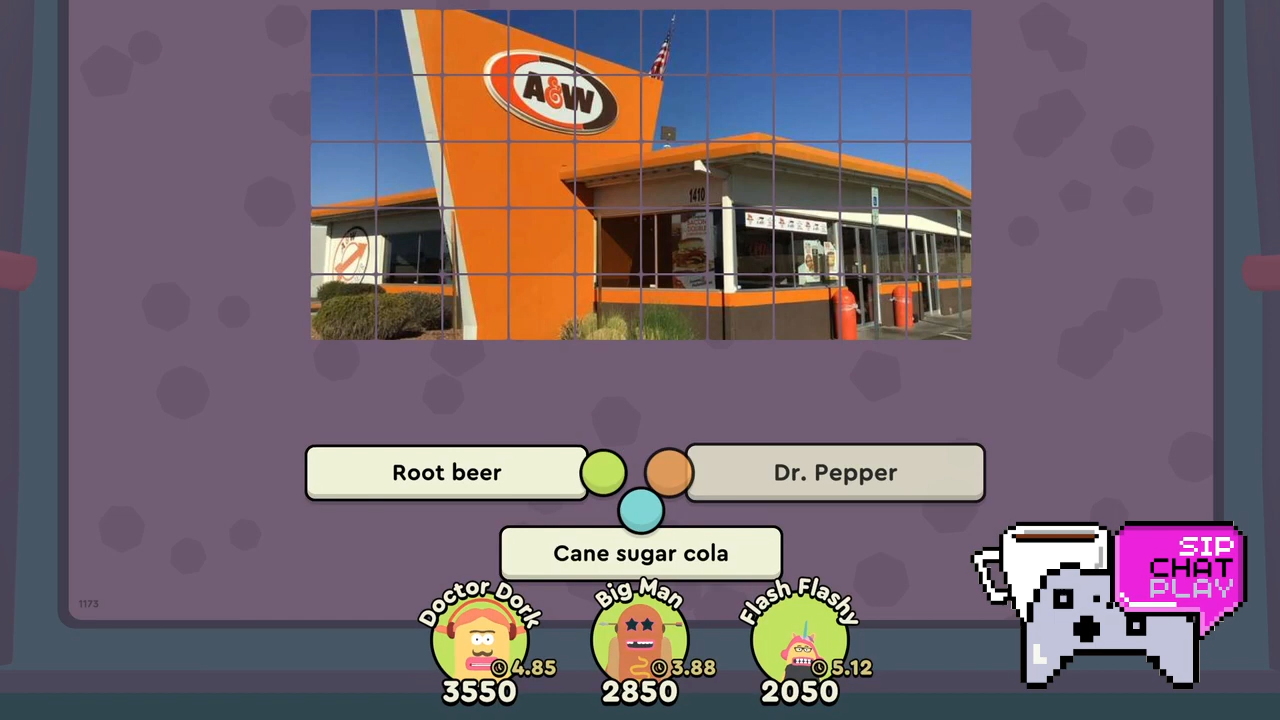 A&W
1410
A&W
Root beer
Dr. Pepper
Cane sugar cola
1173
Doctor Dork
Big Man
Flash Flashy
4.85
3.88
5.12
3550
2850
2050
SIP
CHAT
PLAY